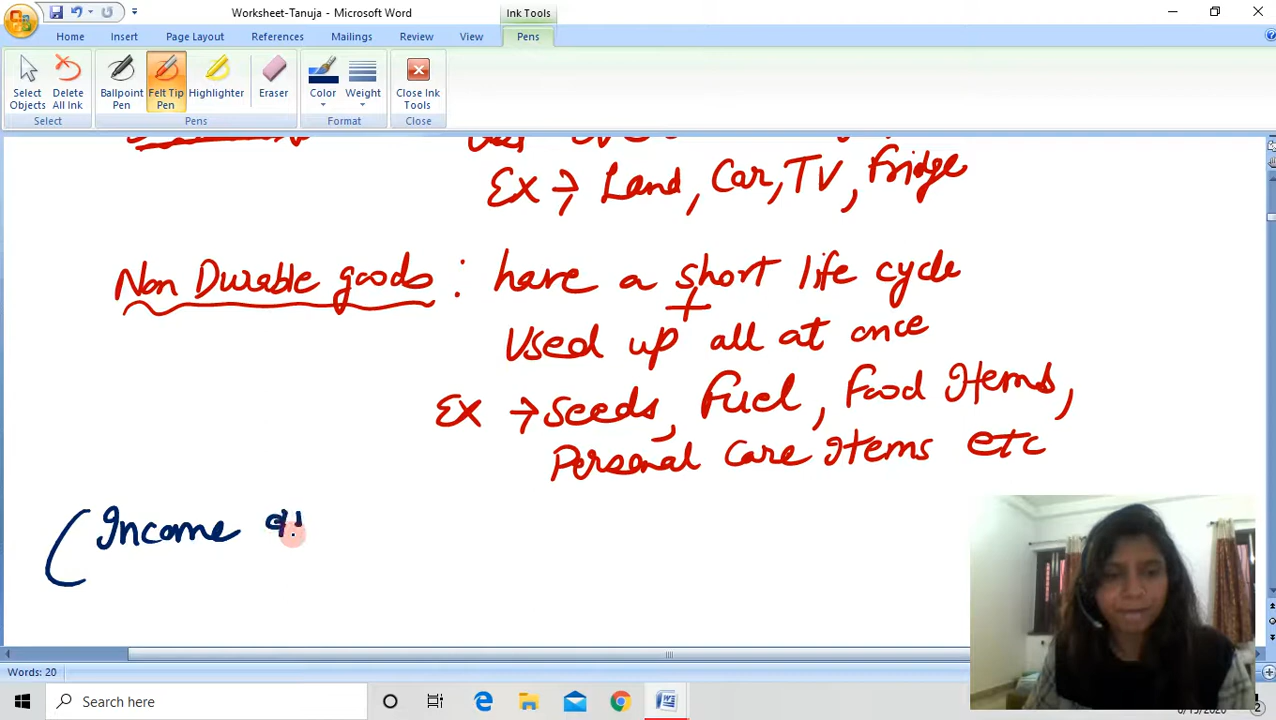 Worksheet-Tanuja - Microsoft Word
Ink Tools
Home Insert Page Layout References Mailings Review View Pens
Select Objects
Delete All Ink
Ballpoint Pen
Felt Tip Pen
Highlighter
Eraser
Color
Weight
Close Ink Tools
Select Pens Format Close
Ex → Land, Car, TV, Fridge
Non Durable goods : have a short life cycle
+
Used up all at once
Ex → Seeds, Fuel, Food Items,
Personal Care Items etc
(Income
Words: 20
Type here to search